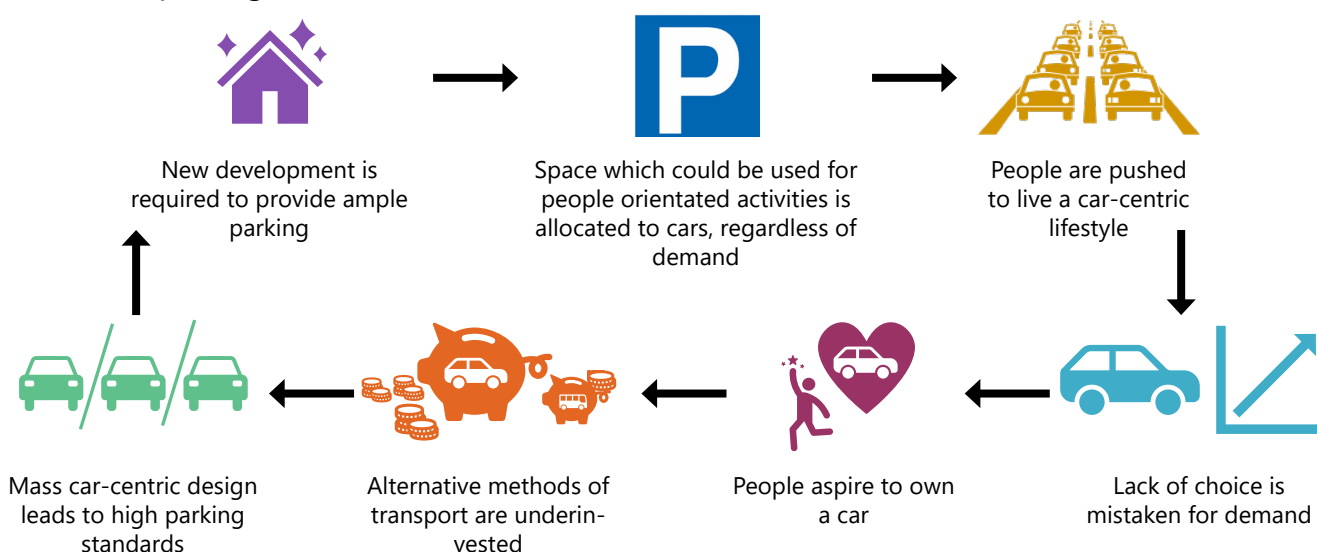 New development is
required to provide ample
parking
P
Space which could be used for
people orientated activities is
allocated to cars, regardless of
demand
People are pushed
to live a car-centric
lifestyle
Lack of choice is
mistaken for demand
People aspire to own
a car
Alternative methods of
transport are underin-
vested
Mass car-centric design
leads to high parking
standards